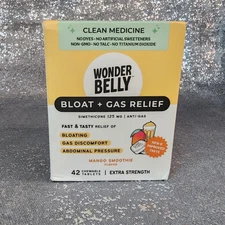 CLEAN MEDICINE
NO DYES • NO ARTIFICIAL SWEETENERS
NON-GMO • NO TALC • NO TITANIUM DIOXIDE
WONDER
BELLY
BLOAT + GAS RELIEF
SIMETHICONE 125 MG | ANTI-GAS
FAST & TASTY RELIEF OF
BLOATING
GAS DISCOMFORT
ABDOMINAL PRESSURE
MANGO SMOOTHIE
FLAVOR
42 CHEWABLE TABLETS | EXTRA STRENGTH